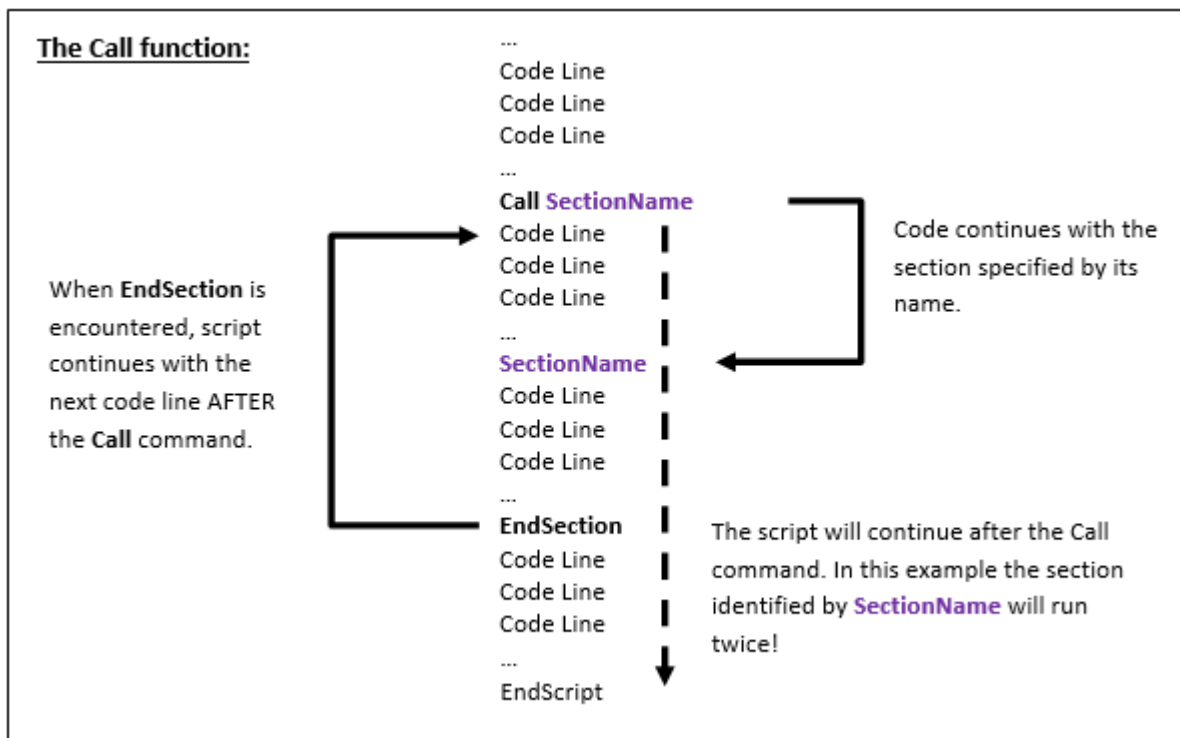 The Call function:
...
Code Line
Code Line
Code Line
...
Call SectionName
Code Line
Code Line
Code Line
...
SectionName
Code Line
Code Line
Code Line
...
EndSection
Code Line
Code Line
Code Line
...
EndScript
When EndSection is
encountered, script
continues with the
next code line AFTER
the Call command.
Code continues with the
section specified by its
name.
The script will continue after the Call
command. In this example the section
identified by SectionName will run
twice!